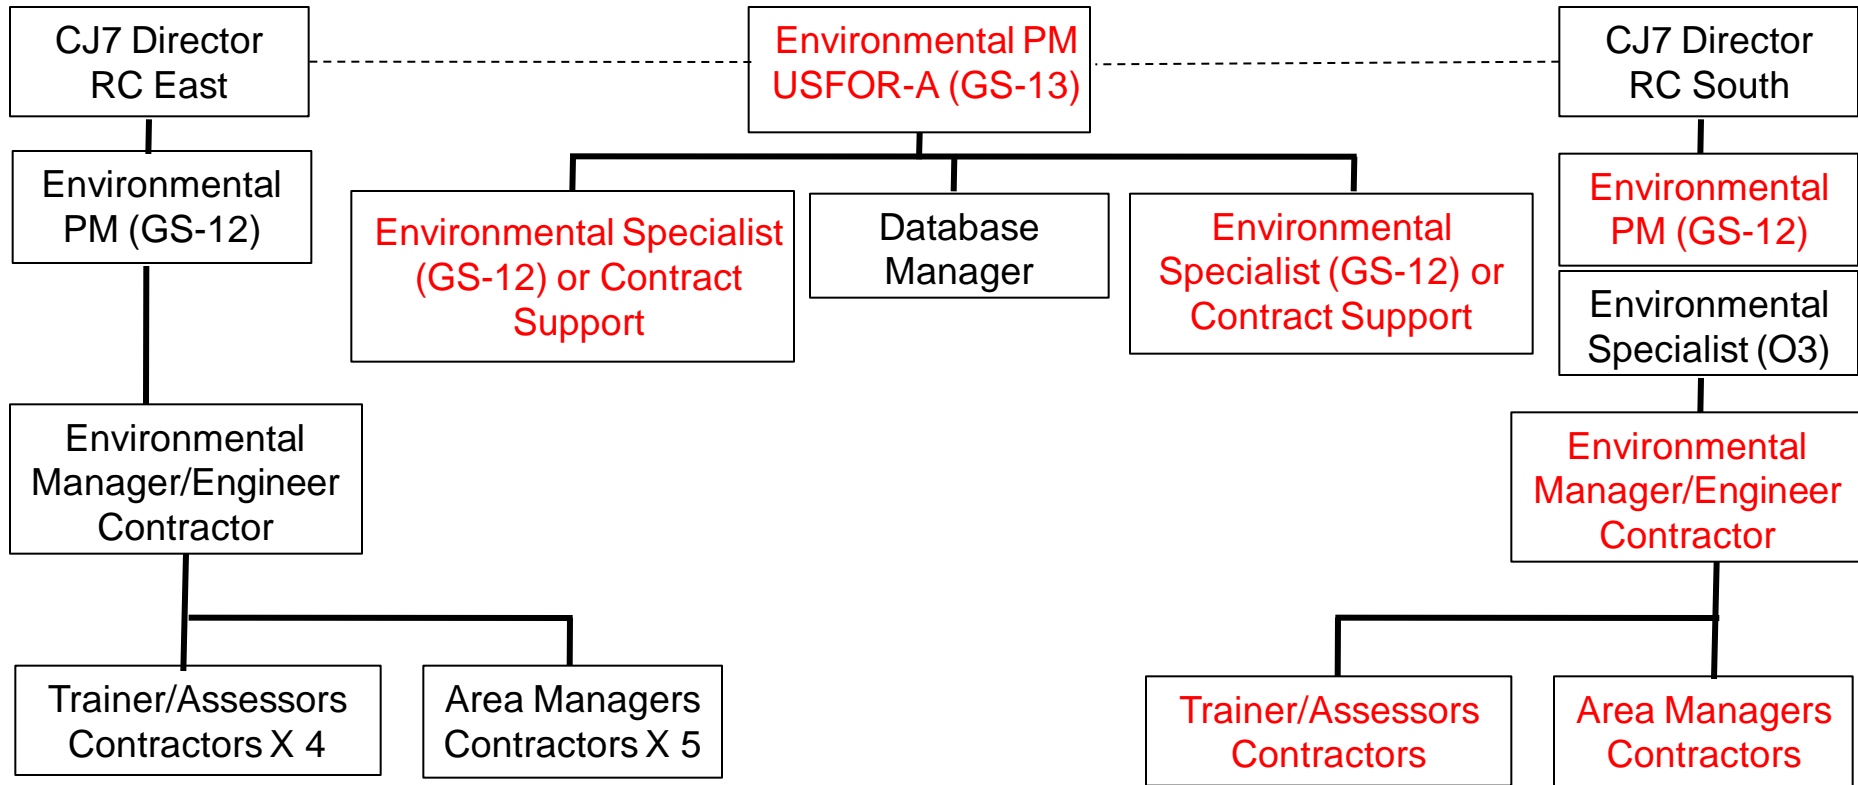 CJ7 Director
RC East
Environmental PM
USFOR-A (GS-13)
CJ7 Director
RC South
Environmental
PM (GS-12)
Environmental Specialist
(GS-12) or Contract
Support
Database
Manager
Environmental
Specialist (GS-12) or
Contract Support
Environmental
PM (GS-12)
Environmental
Specialist (O3)
Environmental
Manager/Engineer
Contractor
Environmental
Manager/Engineer
Contractor
Trainer/Assessors
Contractors X 4
Area Managers
Contractors X 5
Trainer/Assessors
Contractors
Area Managers
Contractors